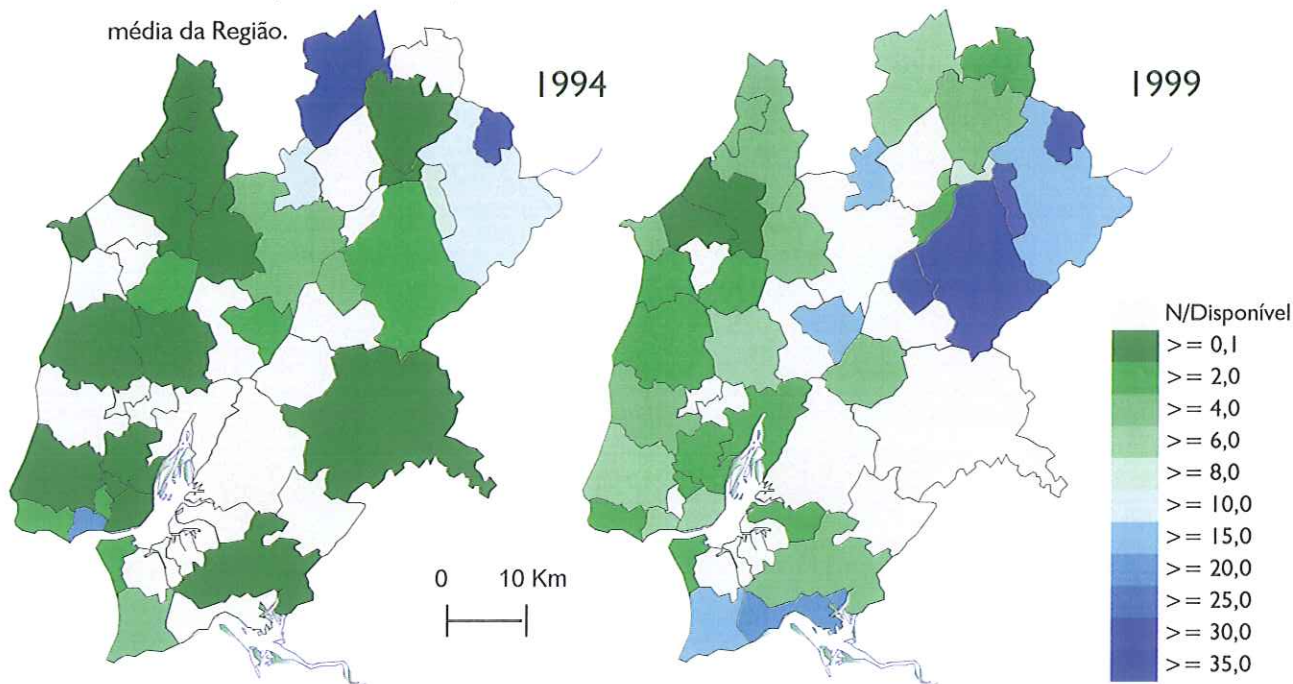 média da Região.
1994
1999
0 10 Km
N/Disponível
> = 0,1
> = 2,0
> = 4,0
> = 6,0
> = 8,0
> = 10,0
> = 15,0
> = 20,0
> = 25,0
> = 30,0
> = 35,0